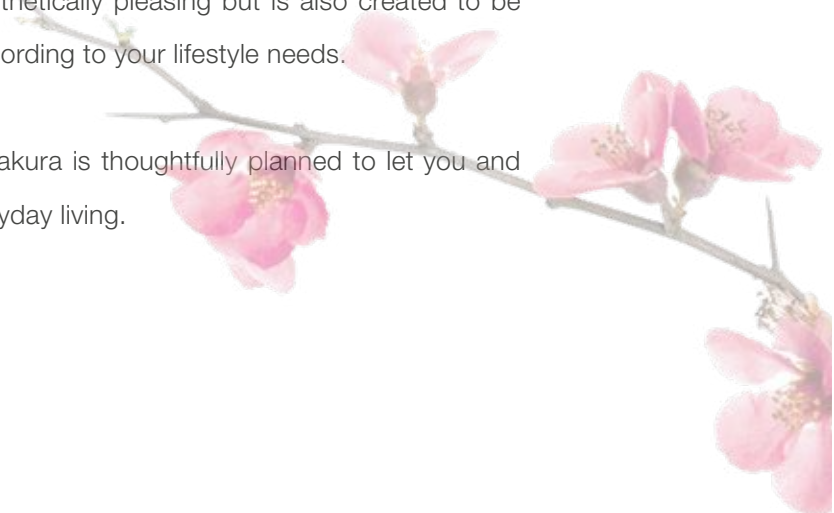 thetically pleasing but is also created to be
ording to your lifestyle needs.
akura is thoughtfully planned to let you and
yday living.